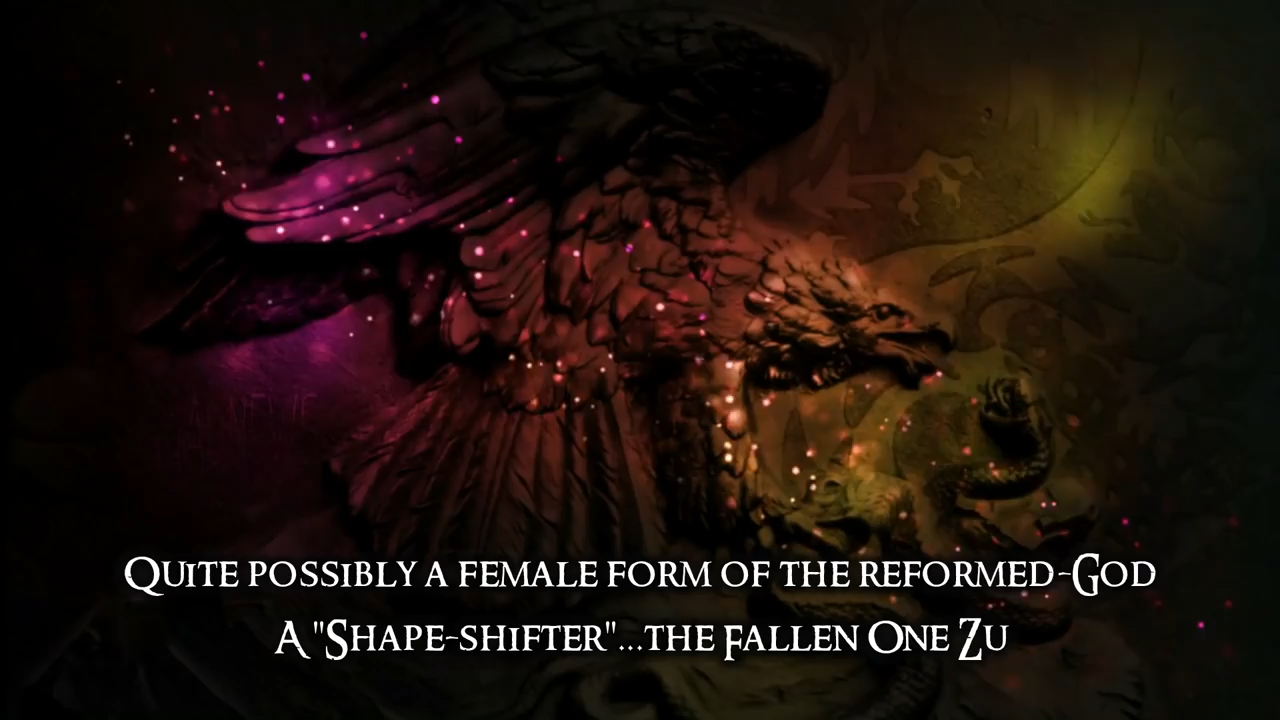 Quite possibly a female form of the reformed-God
A "Shape-shifter"...the Fallen One Zu